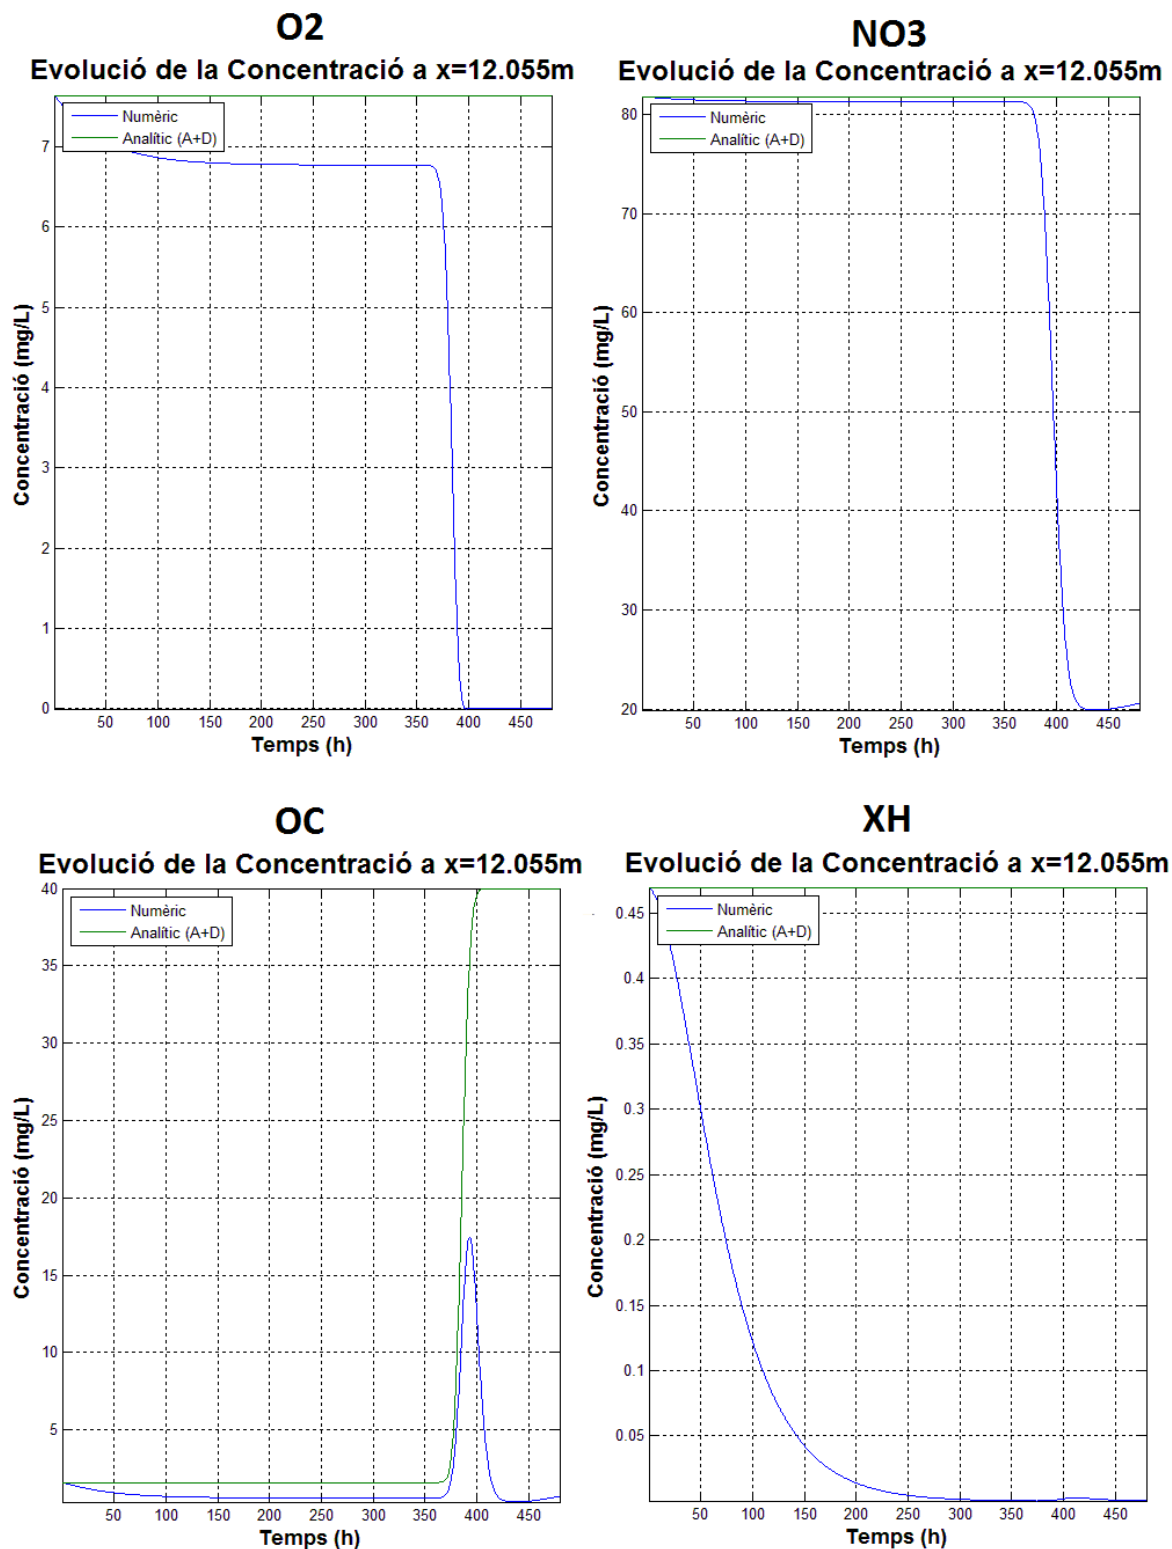 O2
Evolució de la Concentració a x=12.055m
Numèric
Analític (A+D)
7
6
5
4
3
2
1
0
Concentració (mg/L)
50 100 150 200 250 300 350 400 450
Temps (h)
NO3
Evolució de la Concentració a x=12.055m
Numèric
Analític (A+D)
80
70
60
50
40
30
20
Concentració (mg/L)
50 100 150 200 250 300 350 400 450
Temps (h)
OC
Evolució de la Concentració a x=12.055m
Numèric
Analític (A+D)
40
35
30
25
20
15
10
5
Concentració (mg/L)
50 100 150 200 250 300 350 400 450
Temps (h)
XH
Evolució de la Concentració a x=12.055m
Numèric
Analític (A+D)
0.45
0.4
0.35
0.3
0.25
0.2
0.15
0.1
0.05
Concentració (mg/L)
50 100 150 200 250 300 350 400 450
Temps (h)